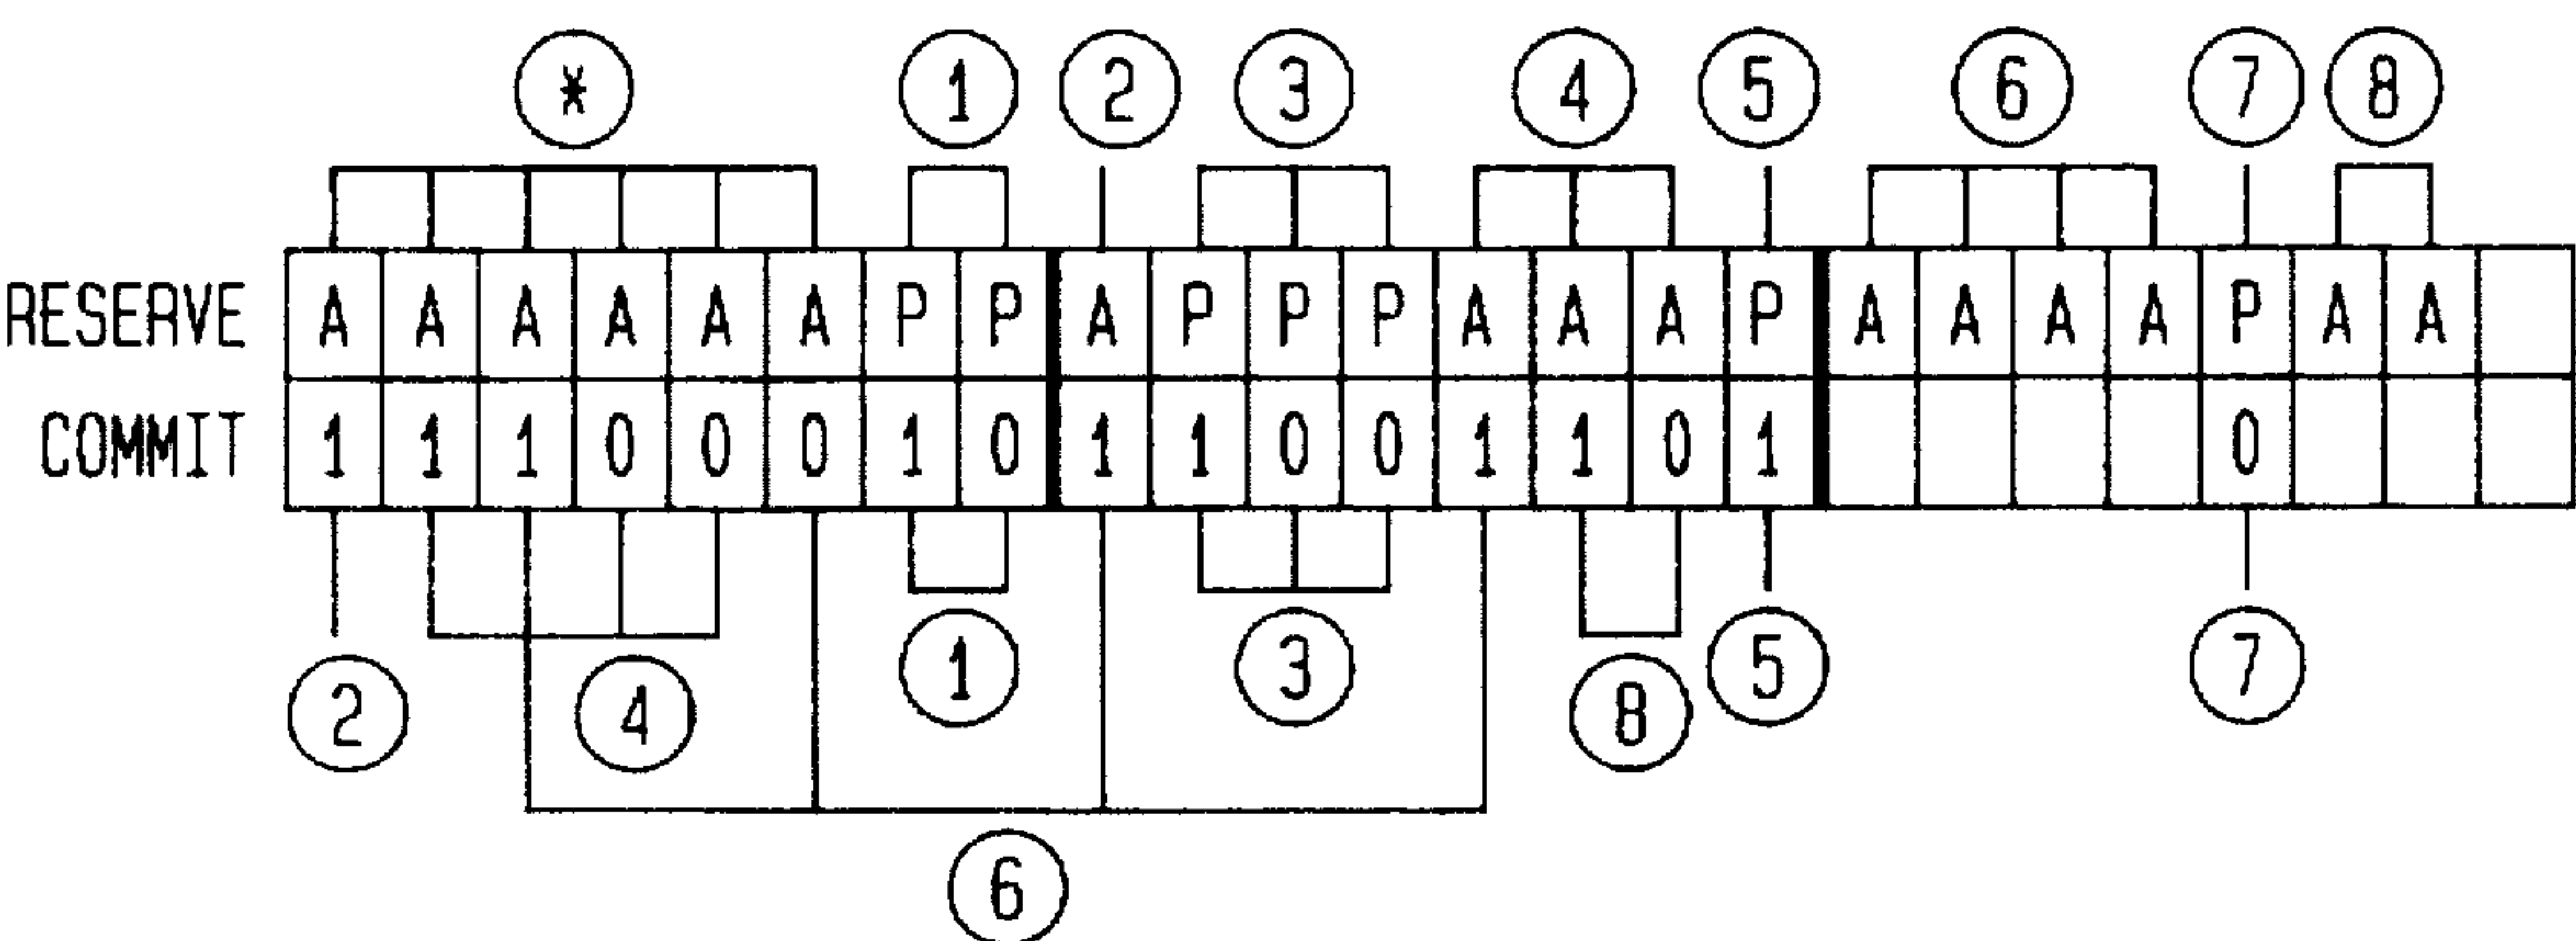 * 1 2 3 4 5 6 7 8
RESERVE A A A A A A P P A P P P A A A P A A A A P A A
COMMIT 1 1 1 0 0 0 1 0 1 1 0 0 1 1 0 1 0
1 3 5 7
2 4 8
6